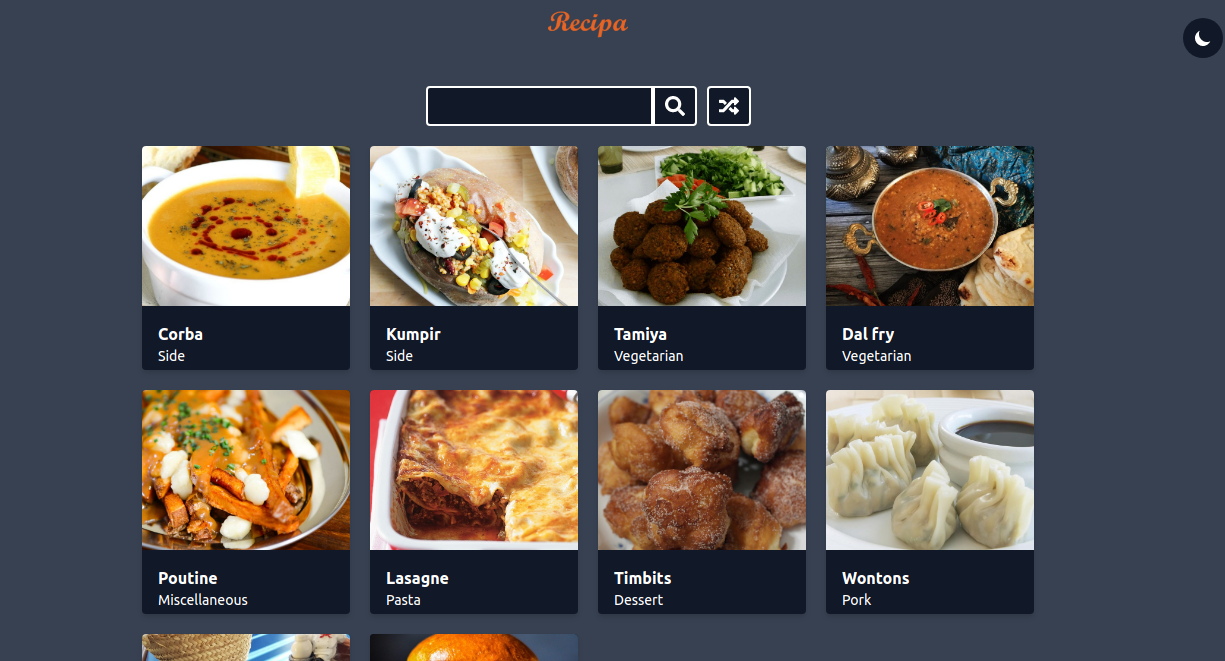 Recipa
Corba
Side
Kumpir
Side
Tamiya
Vegetarian
Dal fry
Vegetarian
Poutine
Miscellaneous
Lasagne
Pasta
Timbits
Dessert
Wontons
Pork